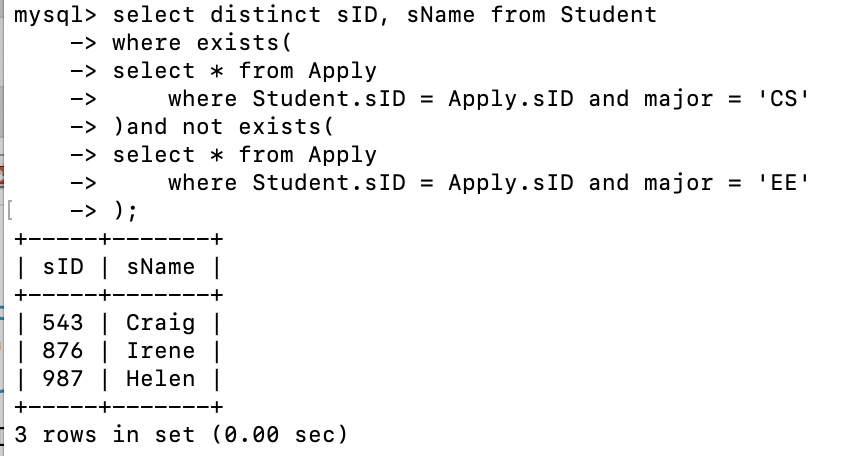 mysql> select distinct sID, sName from Student
    -> where exists(
    -> select * from Apply
    ->     where Student.sID = Apply.sID and major = 'CS'
    -> )and not exists(
    -> select * from Apply
    ->     where Student.sID = Apply.sID and major = 'EE'
[    -> );
+-----+-------+
| sID | sName |
+-----+-------+
| 543 | Craig |
| 876 | Irene |
| 987 | Helen |
+-----+-------+
3 rows in set (0.00 sec)